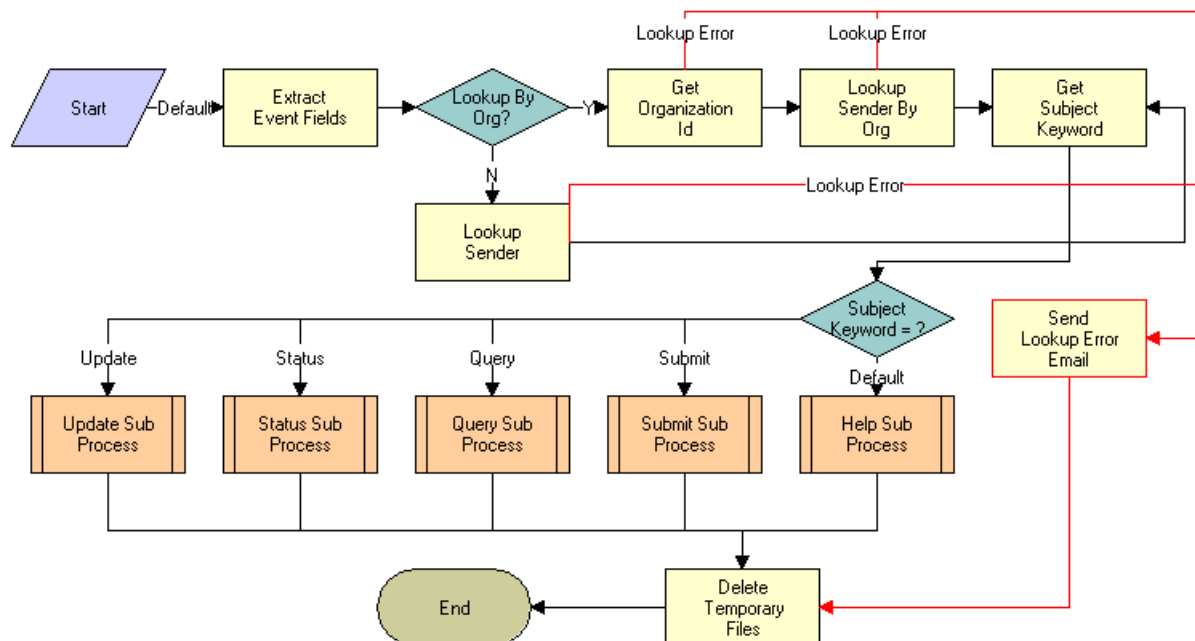 Lookup Error
Lookup Error
Start
Default
Extract
Event Fields
Lookup By
Org?
Y
Get
Organization
Id
Lookup
Sender By
Org
Get
Subject
Keyword
N
Lookup Error
Lookup
Sender
Subject
Keyword = ?
Send
Lookup Error
Email
Update
Status
Query
Submit
Default
Update Sub
Process
Status Sub
Process
Query Sub
Process
Submit Sub
Process
Help Sub
Process
End
Delete
Temporary
Files